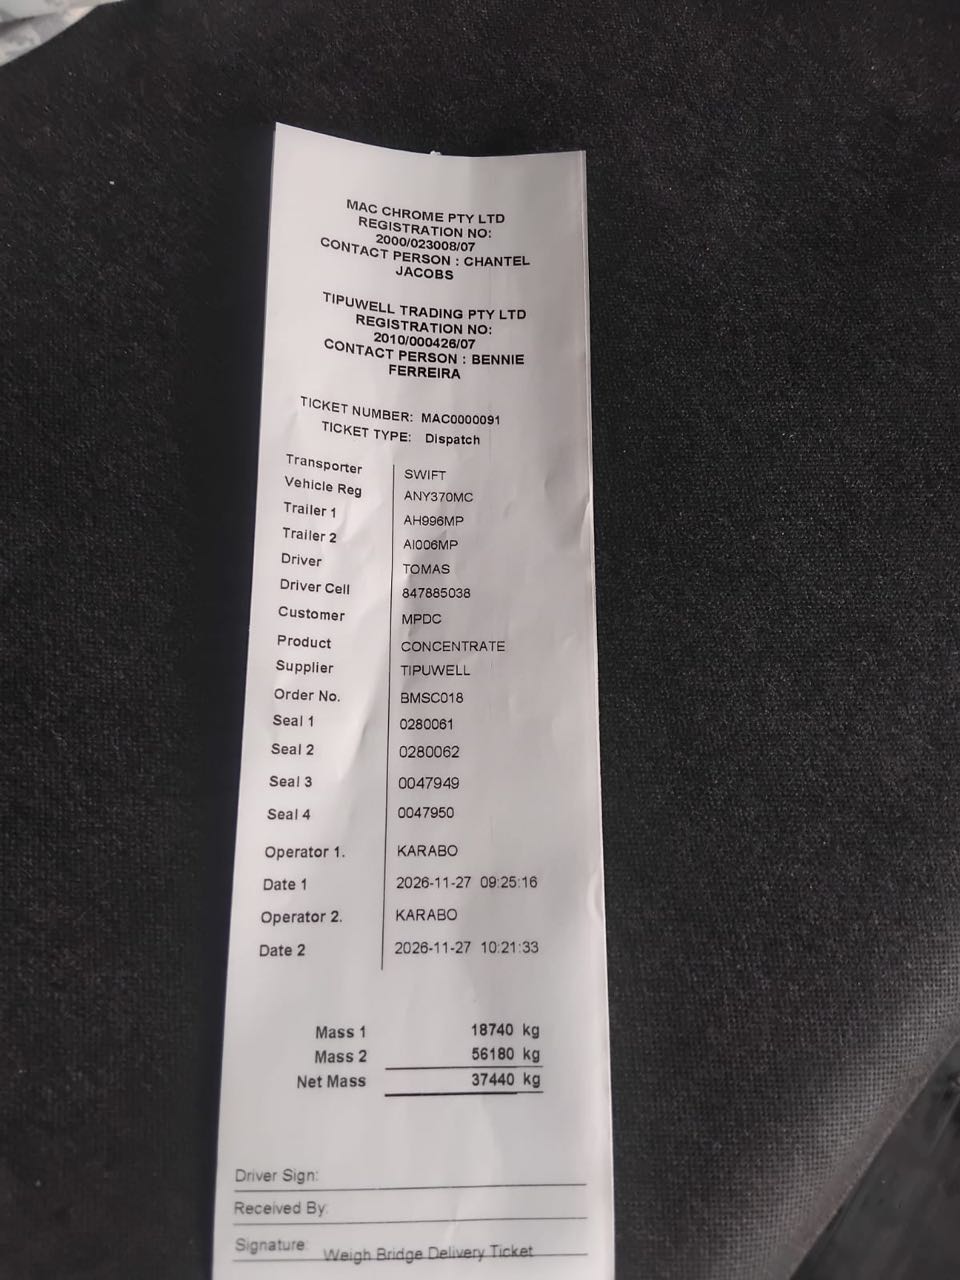 MAC CHROME PTY LTD
REGISTRATION NO:
2000/023008/07
CONTACT PERSON : CHANTEL
JACOBS
TIPUWELL TRADING PTY LTD
REGISTRATION NO:
2010/000426/07
CONTACT PERSON : BENNIE
FERREIRA
TICKET NUMBER: MAC0000091
TICKET TYPE: Dispatch
Transporter SWIFT
Vehicle Reg ANY370MC
Trailer 1 AH996MP
Trailer 2 AI006MP
Driver TOMAS
Driver Cell 847885038
Customer MPDC
Product CONCENTRATE
Supplier TIPUWELL
Order No. BMSC018
Seal 1 0280061
Seal 2 0280062
Seal 3 0047949
Seal 4 0047950
Operator 1. KARABO
Date 1 2026-11-27 09:25:16
Operator 2. KARABO
Date 2 2026-11-27 10:21:33
Mass 1 18740 kg
Mass 2 56180 kg
Net Mass 37440 kg
Driver Sign:
Received By:
Signature: Weigh Bridge Delivery Ticket